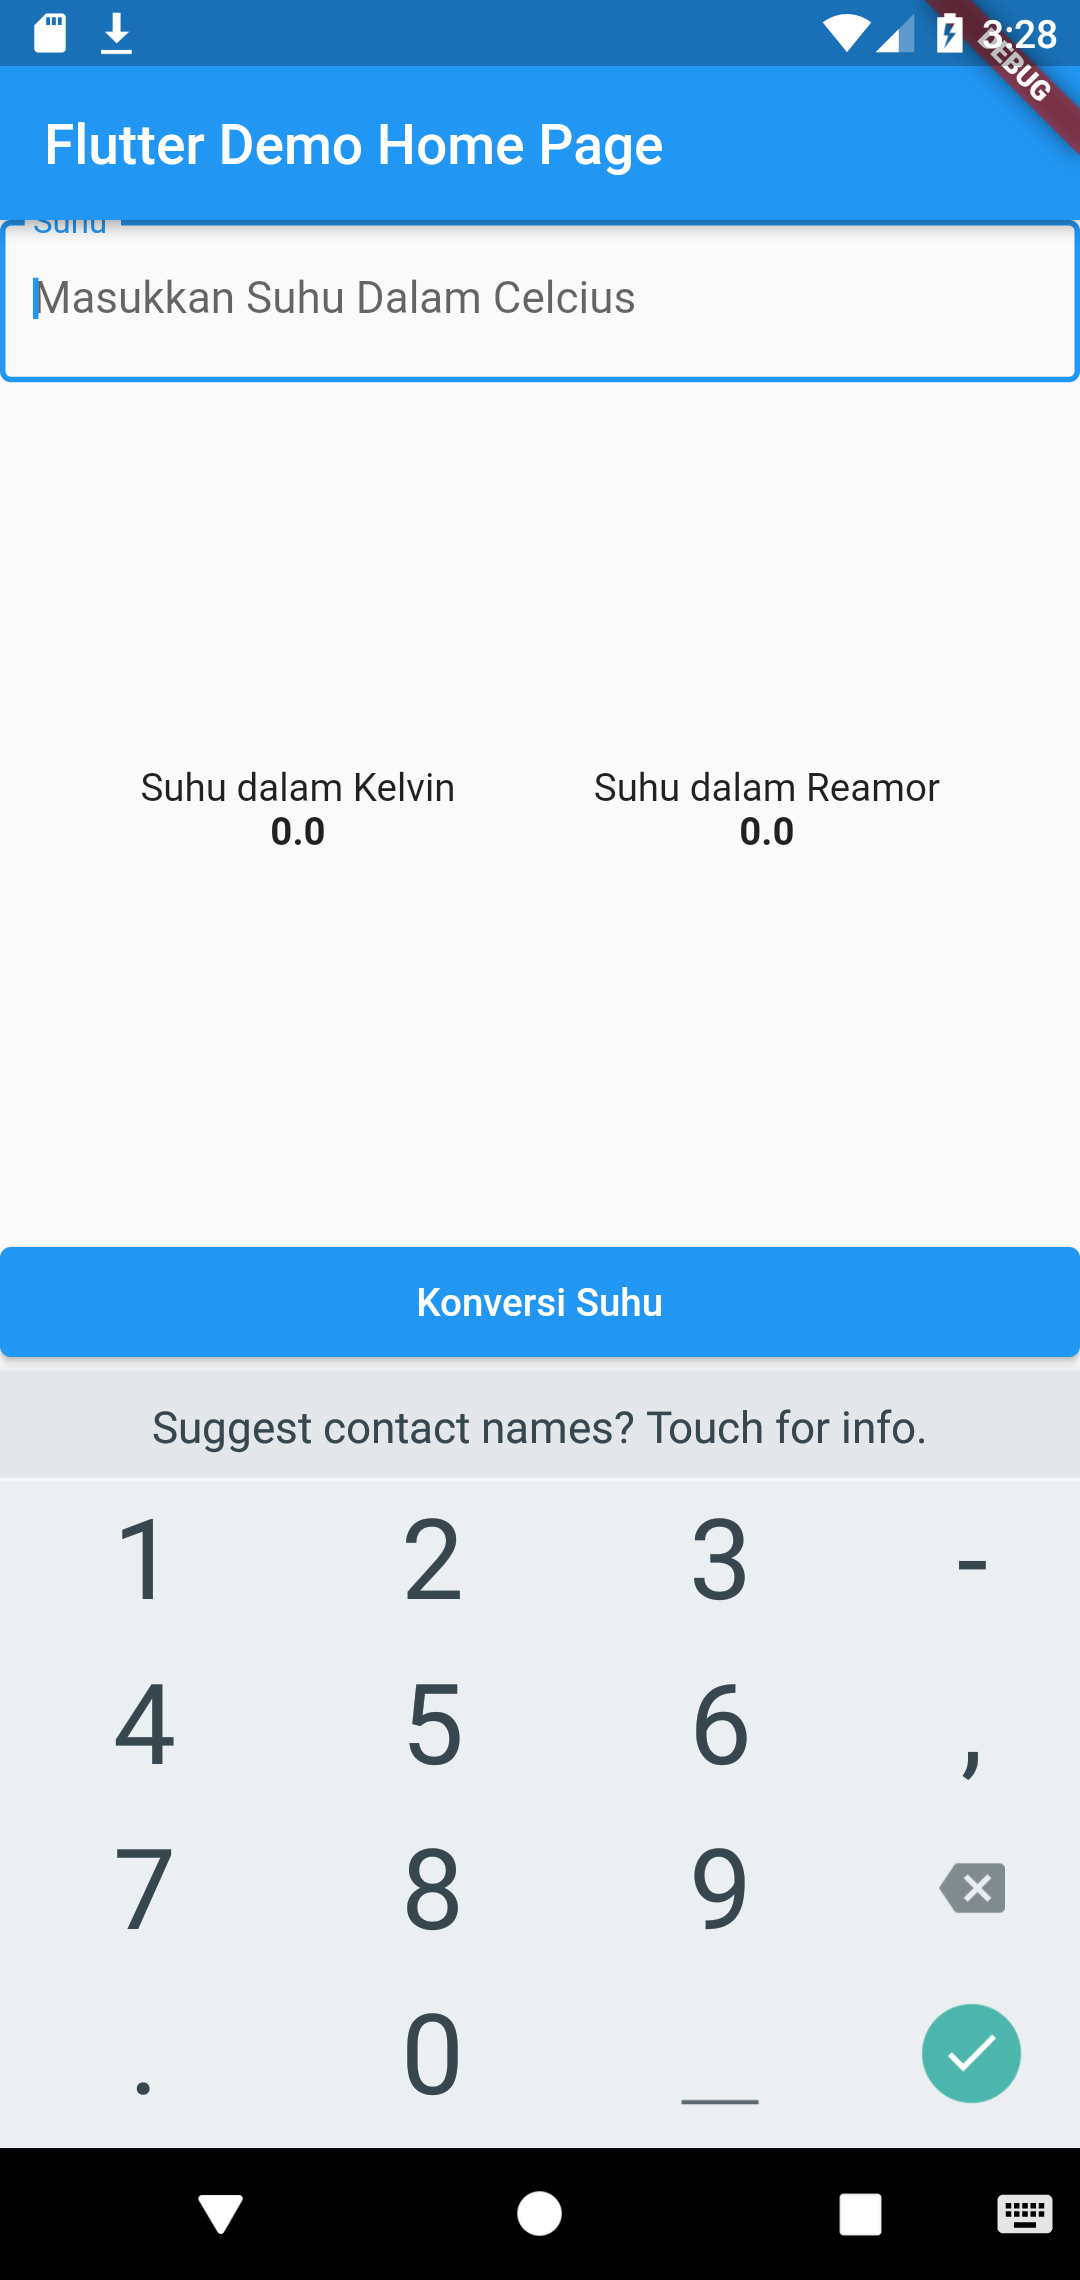 3:28
DEBUG
Flutter Demo Home Page
Suhu
Masukkan Suhu Dalam Celcius
Suhu dalam Kelvin
0.0
Suhu dalam Reamor
0.0
Konversi Suhu
Suggest contact names? Touch for info.
1 2 3 -
4 5 6 ,
7 8 9
. 0